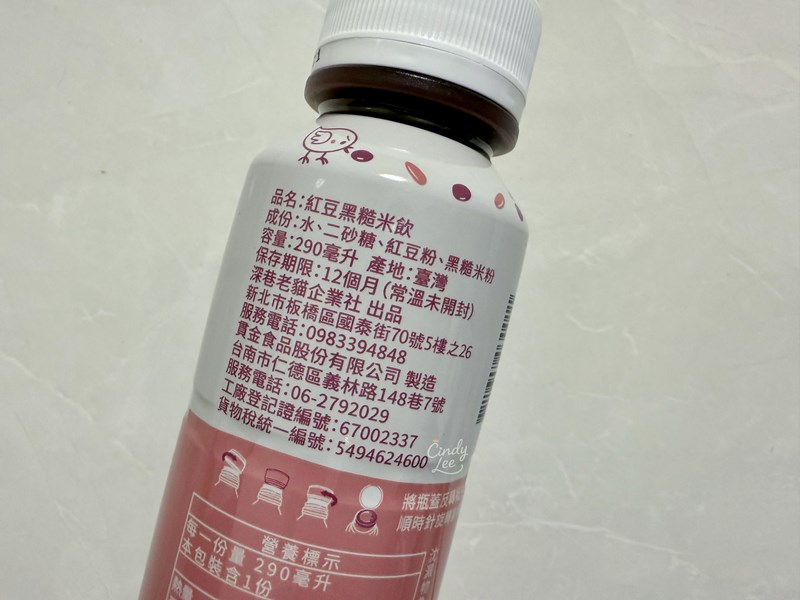 品名:紅豆黑糙米飲
成份:水、二砂糖、紅豆粉、黑糙米粉
容量:290毫升 產地:臺灣
保存期限:12個月(常溫未開封)
深巷老貓企業社 出品
新北市板橋區國泰街70號5樓之26
服務電話:0983394848
賞金食品股份有限公司 製造
台南市仁德區義林路148巷7號
服務電話:06-2792029
工廠登記證編號:67002337
貨物稅統一編號:5494624600
Cindy
Lee
將瓶蓋反
順時針旋
營養標示
每一份量 290毫升
本包裝含1份
熱量